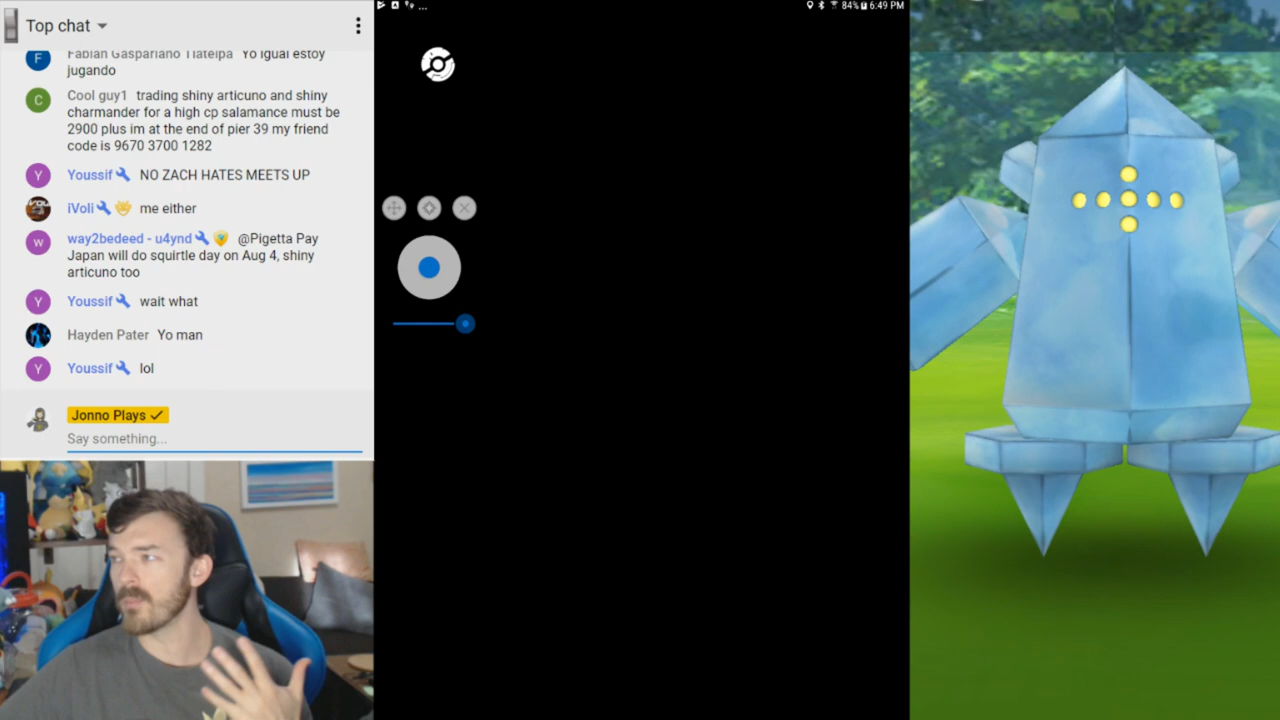 Top chat
Fabian Gaspariano Tlatelpa Yo igual estoy
jugando
Cool guy1 trading shiny articuno and shiny
charmander for a high cp salamance must be
2900 plus im at the end of pier 39 my friend
code is 9670 3700 1282
Youssif NO ZACH HATES MEETS UP
iVoli me either
way2bedeed - u4ynd @Pigetta Pay
Japan will do squirtle day on Aug 4, shiny
articuno too
Youssif wait what
Hayden Pater Yo man
Youssif lol
Jonno Plays
Say something...
... 84% 6:49 PM
F
C
Y
Y
w
Y
Y